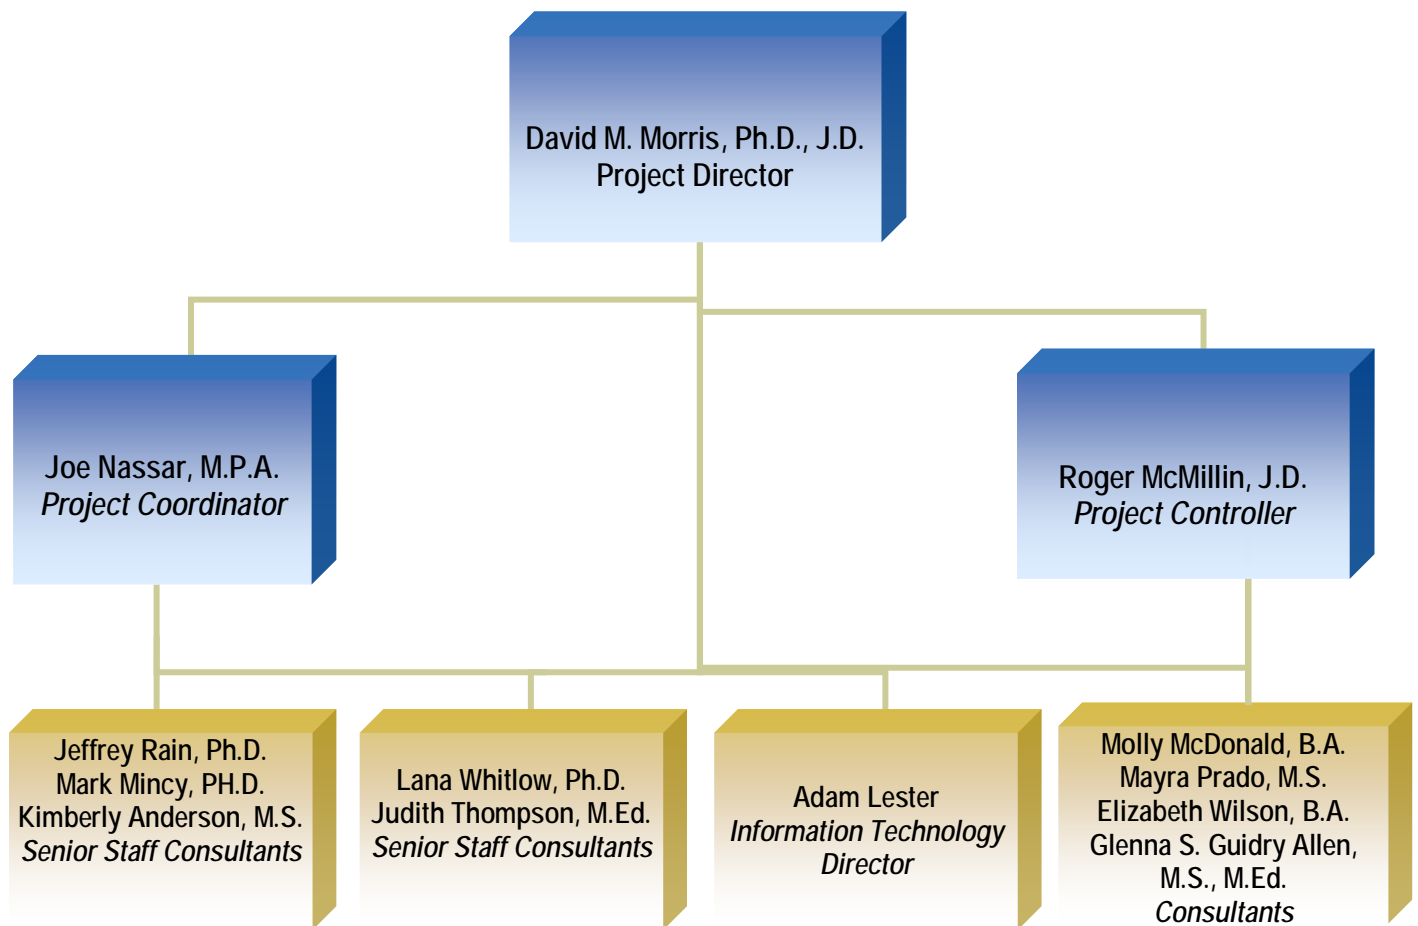 David M. Morris, Ph.D., J.D.
Project Director
Joe Nassar, M.P.A.
Project Coordinator
Roger McMillin, J.D.
Project Controller
Jeffrey Rain, Ph.D.
Mark Mincy, PH.D.
Kimberly Anderson, M.S.
Senior Staff Consultants
Lana Whitlow, Ph.D.
Judith Thompson, M.Ed.
Senior Staff Consultants
Adam Lester
Information Technology
Director
Molly McDonald, B.A.
Mayra Prado, M.S.
Elizabeth Wilson, B.A.
Glenna S. Guidry Allen,
M.S., M.Ed.
Consultants